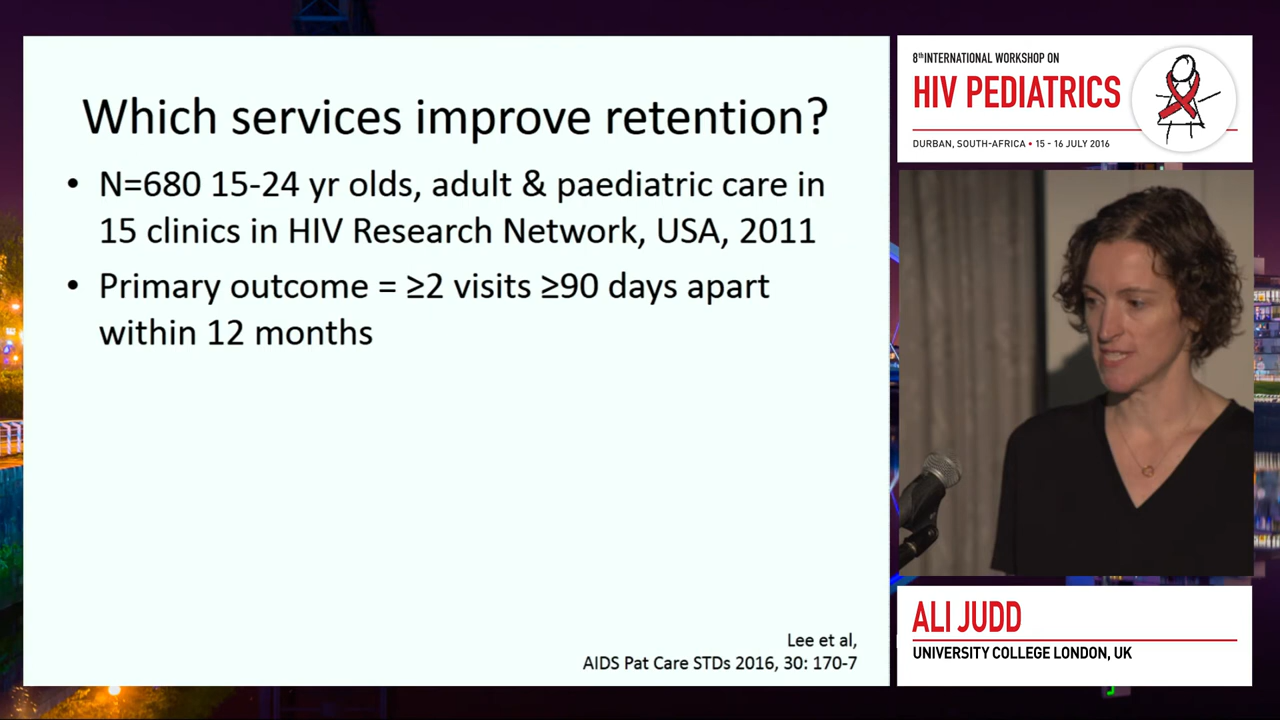 Which services improve retention?
• N=680 15-24 yr olds, adult & paediatric care in
15 clinics in HIV Research Network, USA, 2011
• Primary outcome = ≥2 visits ≥90 days apart
within 12 months
Lee et al,
AIDS Pat Care STDs 2016, 30: 170-7
8th INTERNATIONAL WORKSHOP ON
HIV PEDIATRICS
DURBAN, SOUTH-AFRICA • 15 - 16 JULY 2016
ALI JUDD
UNIVERSITY COLLEGE LONDON, UK